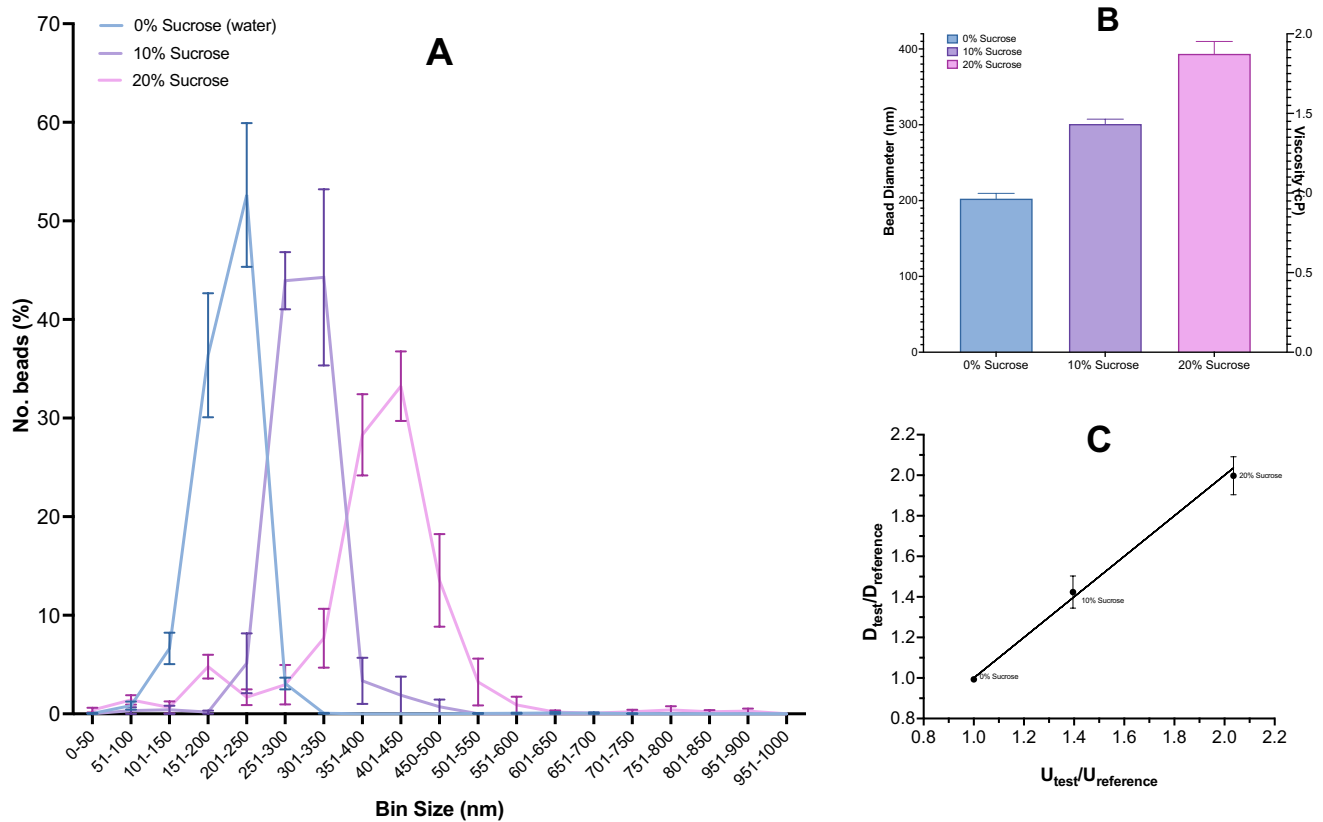 A
0% Sucrose (water)
10% Sucrose
20% Sucrose
70
60
50
40
30
20
10
0
No. beads (%)
0-50
51-100
101-150
151-200
201-250
251-300
301-350
351-400
401-450
450-500
501-550
551-600
601-650
651-700
701-750
751-800
801-850
951-900
951-1000
Bin Size (nm)
B
0% Sucrose
10% Sucrose
20% Sucrose
400
300
200
100
0
Bead Diameter (nm)
2.0
1.5
1.0
0.5
0.0
Viscosity (cP)
0% Sucrose
10% Sucrose
20% Sucrose
C
2.2
2.0
1.8
1.6
1.4
1.2
1.0
0.8
Dtest/Dreference
20% Sucrose
10% Sucrose
0% Sucrose
0.8 1.0 1.2 1.4 1.6 1.8 2.0 2.2
Utest/Ureference